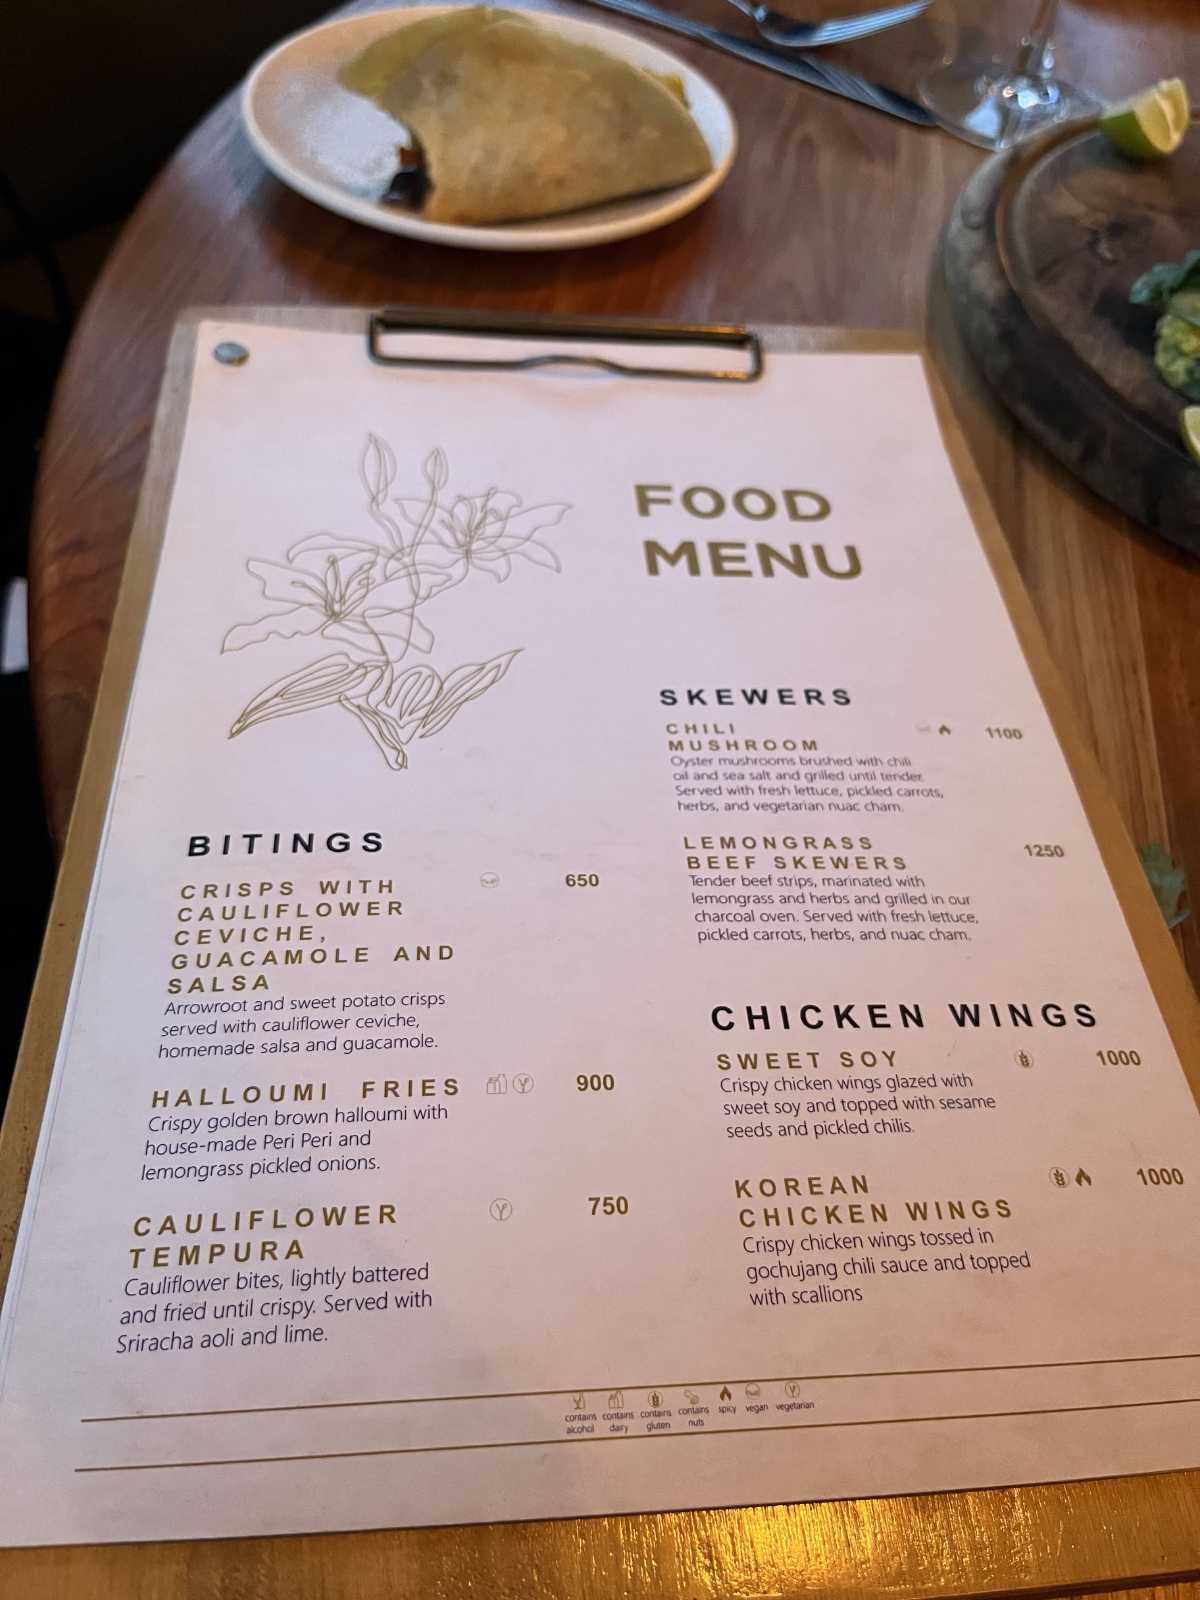 FOOD
MENU
BITINGS
CRISPS WITH 650
CAULIFLOWER
CEVICHE,
GUACAMOLE AND
SALSA
Arrowroot and sweet potato crisps
served with cauliflower ceviche,
homemade salsa and guacamole.
HALLOUMI FRIES 900
Crispy golden brown halloumi with
house-made Peri Peri and
lemongrass pickled onions.
CAULIFLOWER 750
TEMPURA
Cauliflower bites, lightly battered
and fried until crispy. Served with
Sriracha aoli and lime.
SKEWERS
CHILI 1100
MUSHROOM
Oyster mushrooms brushed with chili
oil and sea salt and grilled until tender.
Served with fresh lettuce, pickled carrots,
herbs, and vegetarian nuac cham.
LEMONGRASS 1250
BEEF SKEWERS
Tender beef strips, marinated with
lemongrass and herbs and grilled in our
charcoal oven. Served with fresh lettuce,
pickled carrots, herbs, and nuac cham.
CHICKEN WINGS
SWEET SOY 1000
Crispy chicken wings glazed with
sweet soy and topped with sesame
seeds and pickled chilis.
KOREAN 1000
CHICKEN WINGS
Crispy chicken wings tossed in
gochujang chili sauce and topped
with scallions
contains contains contains contains spicy vegan vegetarian
alcohol dairy gluten nuts